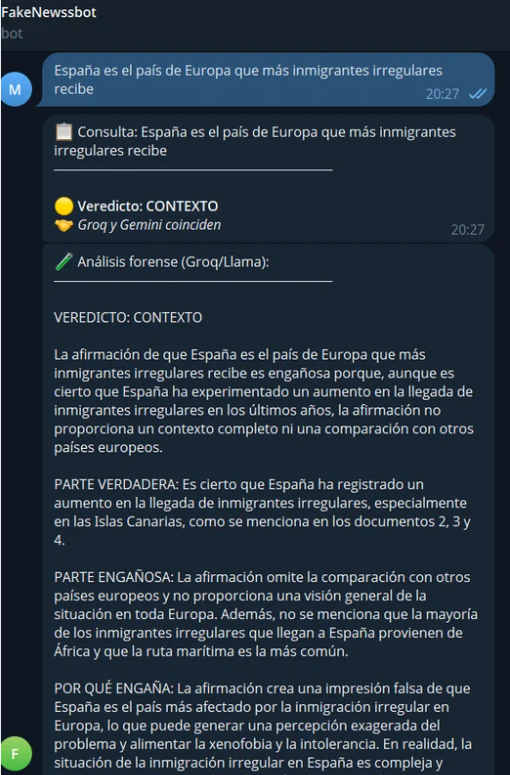 FakeNewssbot
bot
España es el país de Europa que más inmigrantes irregulares
recibe
20:27
M
Consulta: España es el país de Europa que más inmigrantes
irregulares recibe
Veredicto: CONTEXTO
Groq y Gemini coinciden
20:27
Análisis forense (Groq/Llama):
VEREDICTO: CONTEXTO
La afirmación de que España es el país de Europa que más
inmigrantes irregulares recibe es engañosa porque, aunque es
cierto que España ha experimentado un aumento en la llegada de
inmigrantes irregulares en los últimos años, la afirmación no
proporciona un contexto completo ni una comparación con otros
países europeos.
PARTE VERDADERA: Es cierto que España ha registrado un
aumento en la llegada de inmigrantes irregulares, especialmente
en las Islas Canarias, como se menciona en los documentos 2, 3 y
4.
PARTE ENGAÑOSA: La afirmación omite la comparación con otros
países europeos y no proporciona una visión general de la
situación en toda Europa. Además, no se menciona que la mayoría
de los inmigrantes irregulares que llegan a España provienen de
África y que la ruta marítima es la más común.
POR QUÉ ENGAÑA: La afirmación crea una impresión falsa de que
España es el país más afectado por la inmigración irregular en
Europa, lo que puede generar una percepción exagerada del
problema y alimentar la xenofobia y la intolerancia. En realidad, la
situación de la inmigración irregular en España es compleja y
F